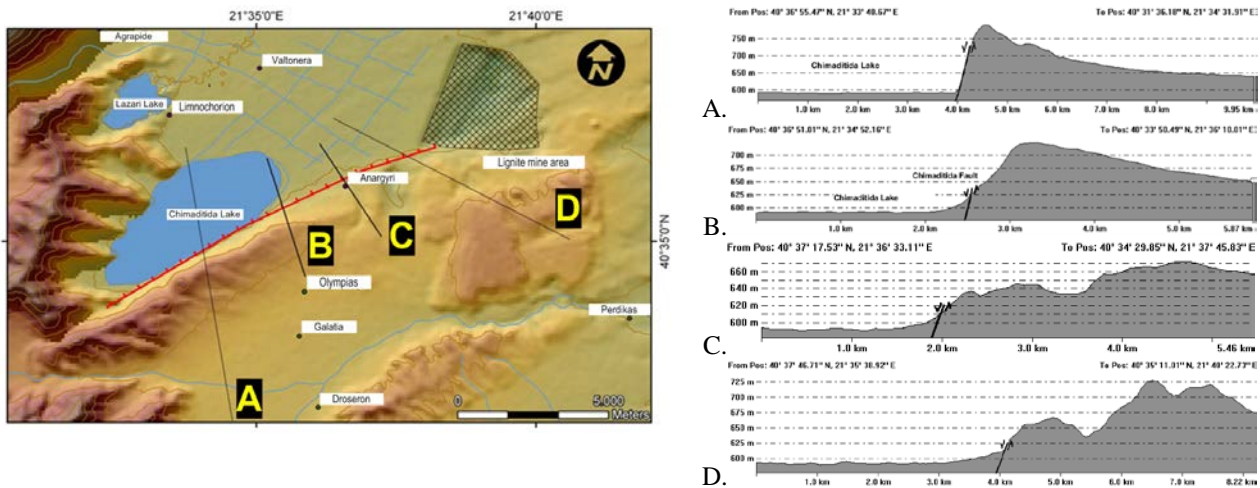 21°35'0"E
21°40'0"E
Agrapide
Valtonera
N
Lazari Lake
Limnochorion
Lignite mine area
Anargyri
Chimaditida Lake
40°35'0"N
A
B
C
D
Olympias
Perdikas
Galatia
Droseron
0
5.000
Meters
From Pos: 40° 36' 55.47" N, 21° 33' 48.67" E
To Pos: 40° 31' 36.18" N, 21° 34' 31.91" E
750 m
700 m
650 m
600 m
Chimaditida Lake
1.0 km
2.0 km
3.0 km
4.0 km
5.0 km
6.0 km
7.0 km
8.0 km
9.95 km
A.
From Pos: 40° 36' 51.01" N, 21° 34' 52.16" E
To Pos: 40° 33' 50.49" N, 21° 36' 10.01" E
700 m
675 m
650 m
625 m
600 m
Chimaditida Fault
Chimaditida Lake
1.0 km
2.0 km
3.0 km
4.0 km
5.0 km
5.87 km
B.
From Pos: 40° 37' 17.53" N, 21° 36' 33.11" E
To Pos: 40° 34' 29.85" N, 21° 37' 45.83" E
660 m
640 m
620 m
600 m
1.0 km
2.0 km
3.0 km
4.0 km
5.46 km
C.
From Pos: 40° 37' 46.71" N, 21° 35' 38.92" E
To Pos: 40° 35' 11.01" N, 21° 40' 22.73" E
725 m
700 m
675 m
650 m
625 m
600 m
1.0 km
2.0 km
3.0 km
4.0 km
5.0 km
6.0 km
7.0 km
8.22 km
D.